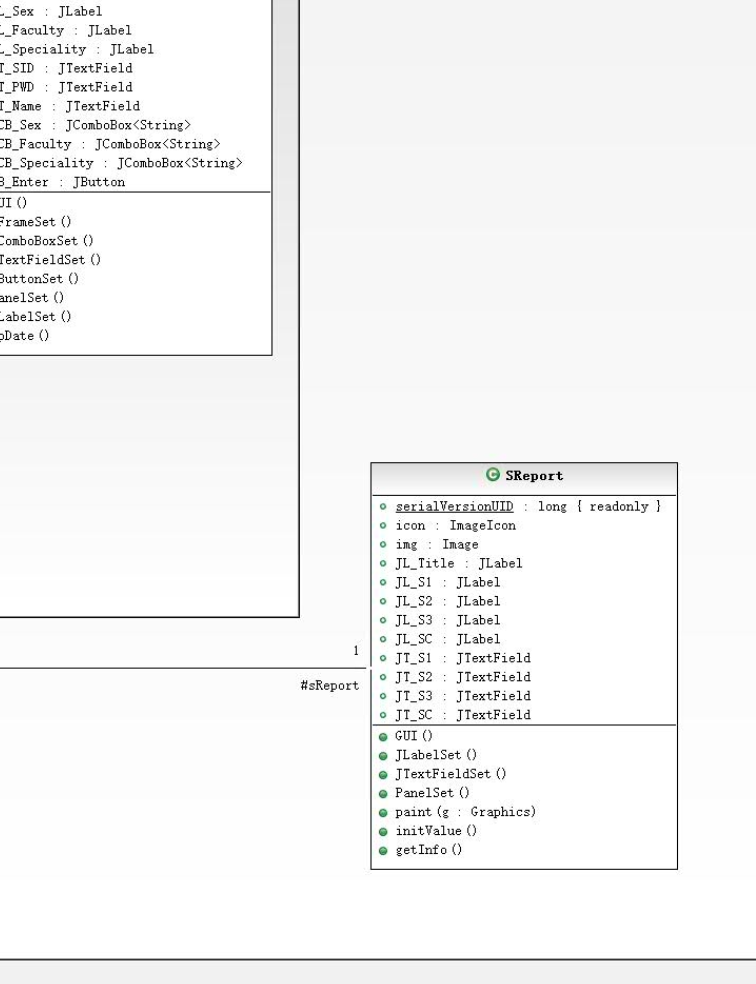 L_Sex : JLabel
L_Faculty : JLabel
L_Speciality : JLabel
T_SID : JTextField
T_PWD : JTextField
T_Name : JTextField
CB_Sex : JComboBox<String>
CB_Faculty : JComboBox<String>
CB_Speciality : JComboBox<String>
B_Enter : JButton
UI()
FrameSet()
ComboBoxSet()
TextFieldSet()
ButtonSet()
anelSet()
LabelSet()
pDate()
SReport
serialVersionUID : long { readonly }
icon : ImageIcon
img : Image
JL_Title : JLabel
JL_S1 : JLabel
JL_S2 : JLabel
JL_S3 : JLabel
JL_SC : JLabel
JT_S1 : JTextField
JT_S2 : JTextField
JT_S3 : JTextField
JT_SC : JTextField
GUI()
JLabelSet()
JTextFieldSet()
PanelSet()
paint(g : Graphics)
initValue()
getInfo()
1
#sReport